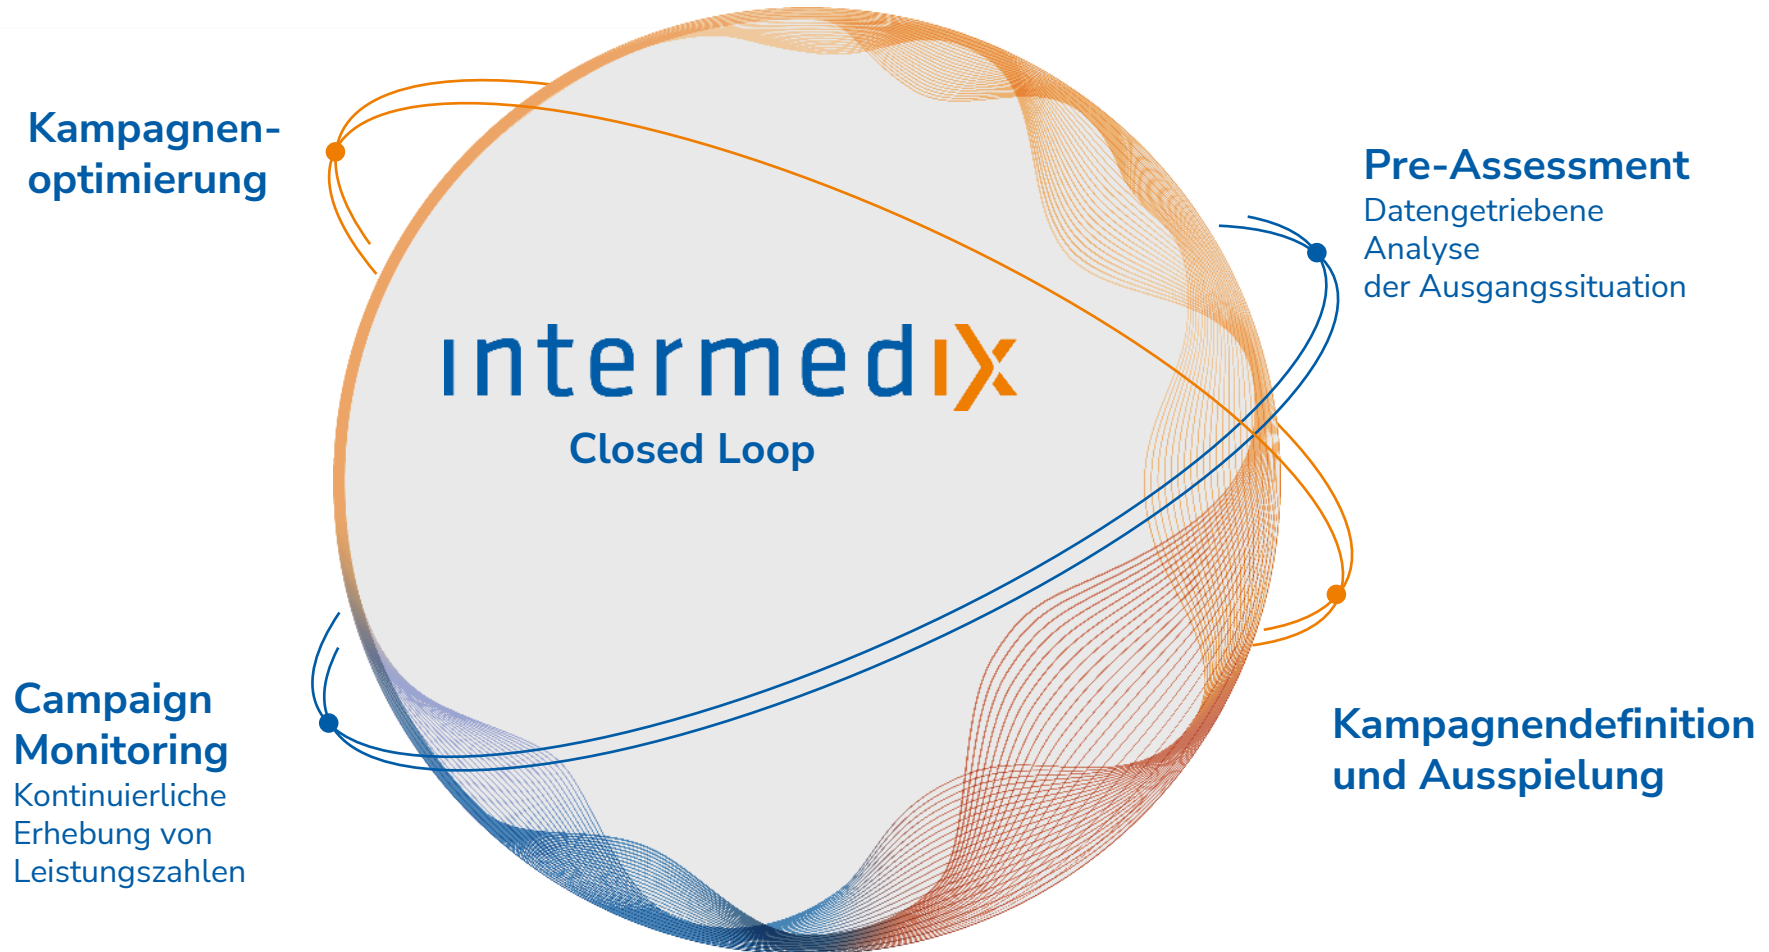 Kampagnen-
optimierung
Pre-Assessment
Datengetriebene
Analyse
der Ausgangssituation
intermedix
Closed Loop
Campaign
Monitoring
Kontinuierliche
Erhebung von
Leistungszahlen
Kampagnendefinition
und Ausspielung